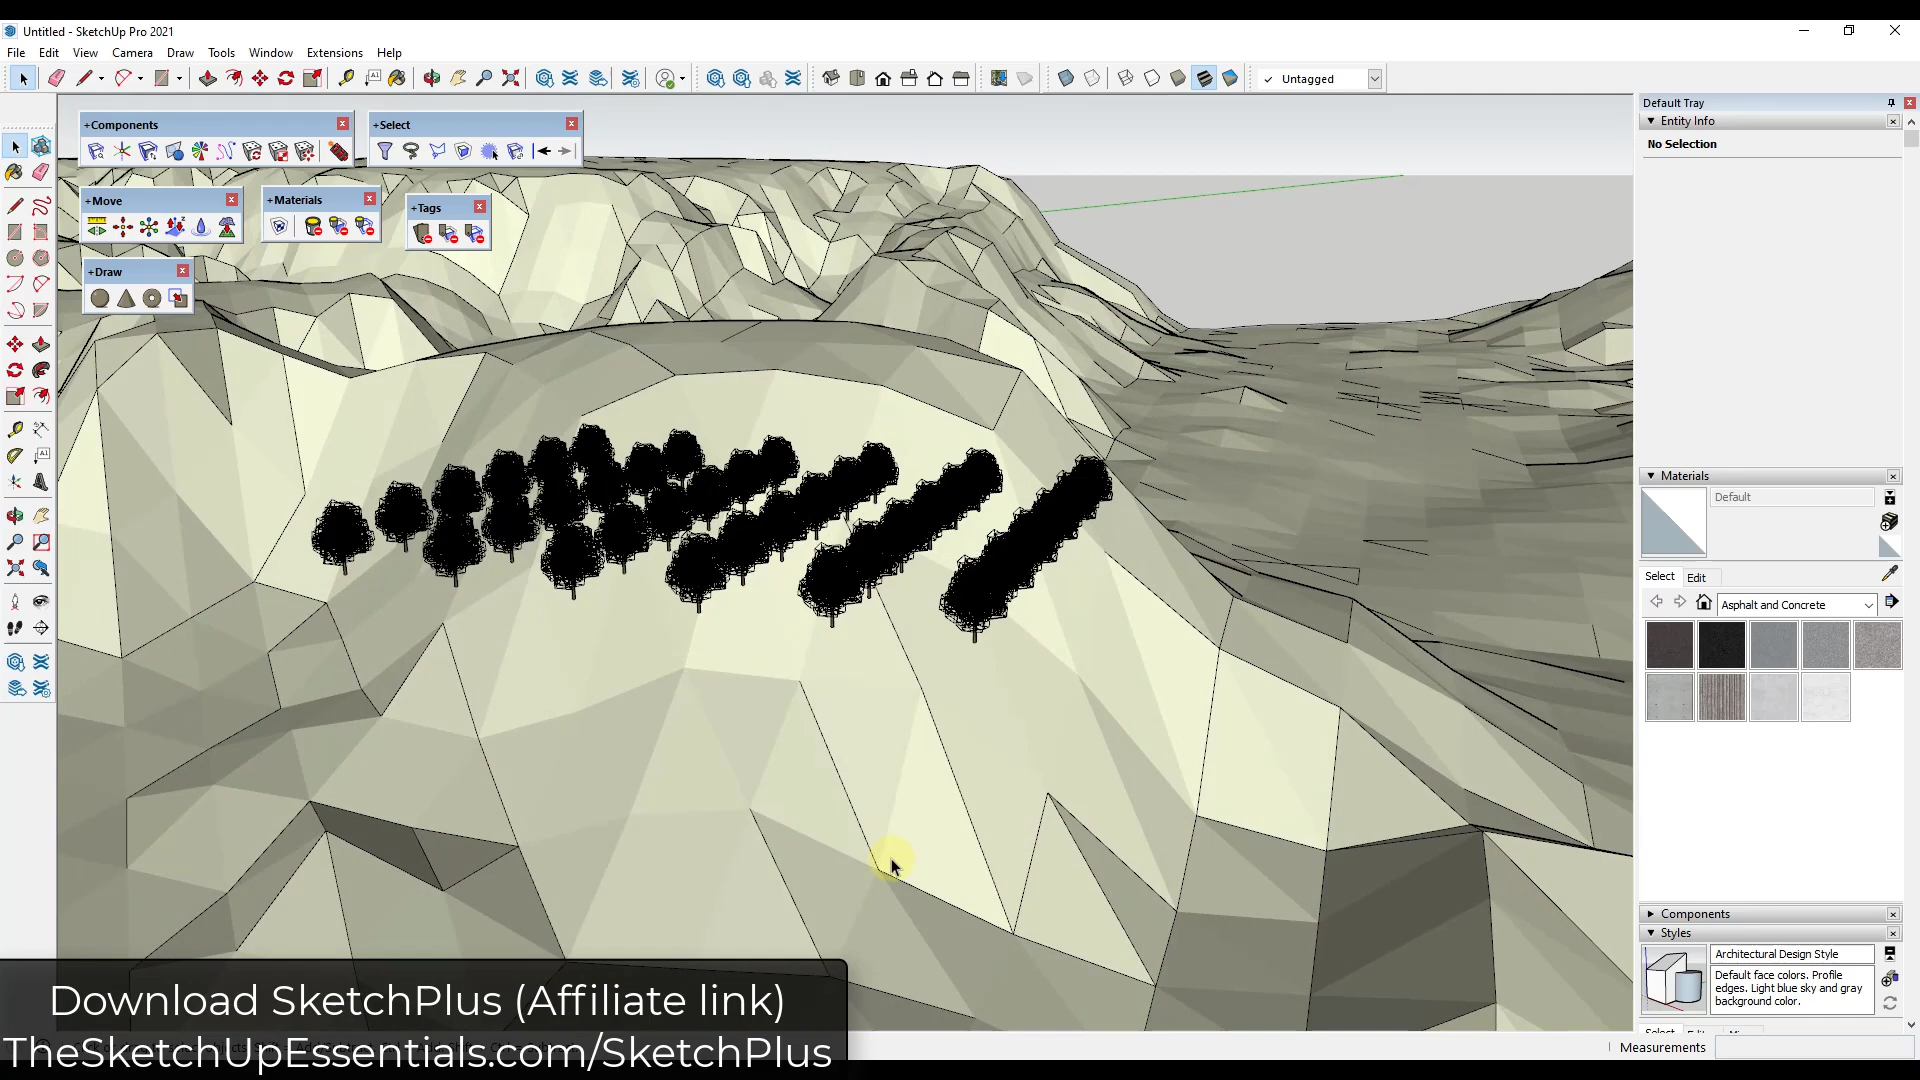 Untitled - SketchUp Pro 2021
File Edit View Camera Draw Tools Window Extensions Help
Untagged
Default Tray
Entity Info
No Selection
+Components
+Select
+Move
+Materials
+Tags
+Draw
Materials
Default
Select Edit
Asphalt and Concrete
Components
Styles
Architectural Design Style
Default face colors. Profile
edges. Light blue sky and gray
background color.
Select
Measurements
Download SketchPlus (Affiliate link)
TheSketchUpEssentials.com/SketchPlus